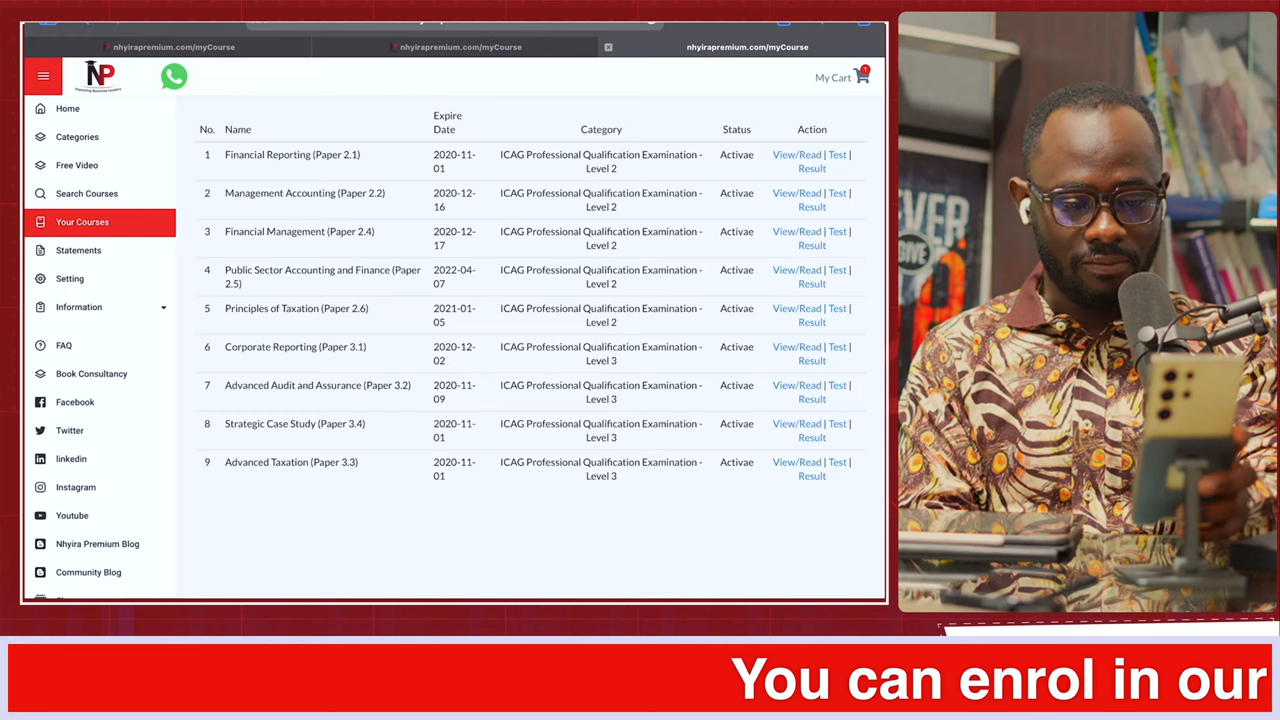 nhyirapremium.com/myCourse
nhyirapremium.com/myCourse
nhyirapremium.com/myCourse
NP
My Cart
1
Home
Categories
Free Video
Search Courses
Your Courses
Statements
Setting
Information
FAQ
Book Consultancy
Facebook
Twitter
linkedin
Instagram
Youtube
Nhyira Premium Blog
Community Blog
No. Name Expire Date Category Status Action
1 Financial Reporting (Paper 2.1) 2020-11-01 ICAG Professional Qualification Examination - Level 2 Activae View/Read | Test | Result
2 Management Accounting (Paper 2.2) 2020-12-16 ICAG Professional Qualification Examination - Level 2 Activae View/Read | Test | Result
3 Financial Management (Paper 2.4) 2020-12-17 ICAG Professional Qualification Examination - Level 2 Activae View/Read | Test | Result
4 Public Sector Accounting and Finance (Paper 2.5) 2022-04-07 ICAG Professional Qualification Examination - Level 2 Activae View/Read | Test | Result
5 Principles of Taxation (Paper 2.6) 2021-01-05 ICAG Professional Qualification Examination - Level 2 Activae View/Read | Test | Result
6 Corporate Reporting (Paper 3.1) 2020-12-02 ICAG Professional Qualification Examination - Level 3 Activae View/Read | Test | Result
7 Advanced Audit and Assurance (Paper 3.2) 2020-11-09 ICAG Professional Qualification Examination - Level 3 Activae View/Read | Test | Result
8 Strategic Case Study (Paper 3.4) 2020-11-01 ICAG Professional Qualification Examination - Level 3 Activae View/Read | Test | Result
9 Advanced Taxation (Paper 3.3) 2020-11-01 ICAG Professional Qualification Examination - Level 3 Activae View/Read | Test | Result
You can enrol in our